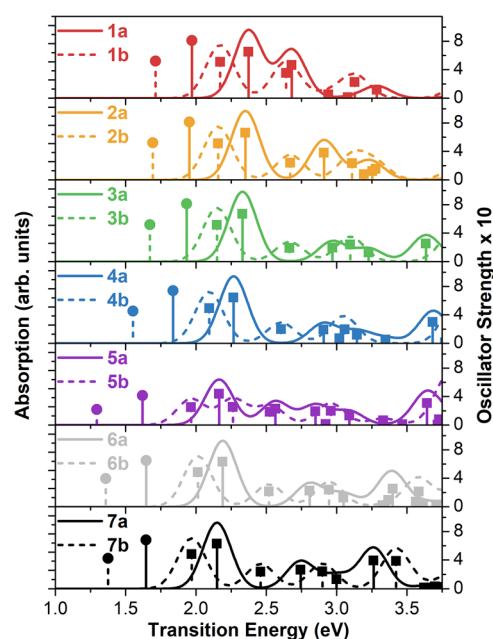 1a
1b
8
4
0
2a
2b
8
4
0
3a
3b
8
4
0
4a
4b
8
4
0
5a
5b
8
4
0
6a
6b
8
4
0
7a
7b
8
4
0
Absorption (arb. units)
Oscillator Strength x 10
1.0 1.5 2.0 2.5 3.0 3.5
Transition Energy (eV)